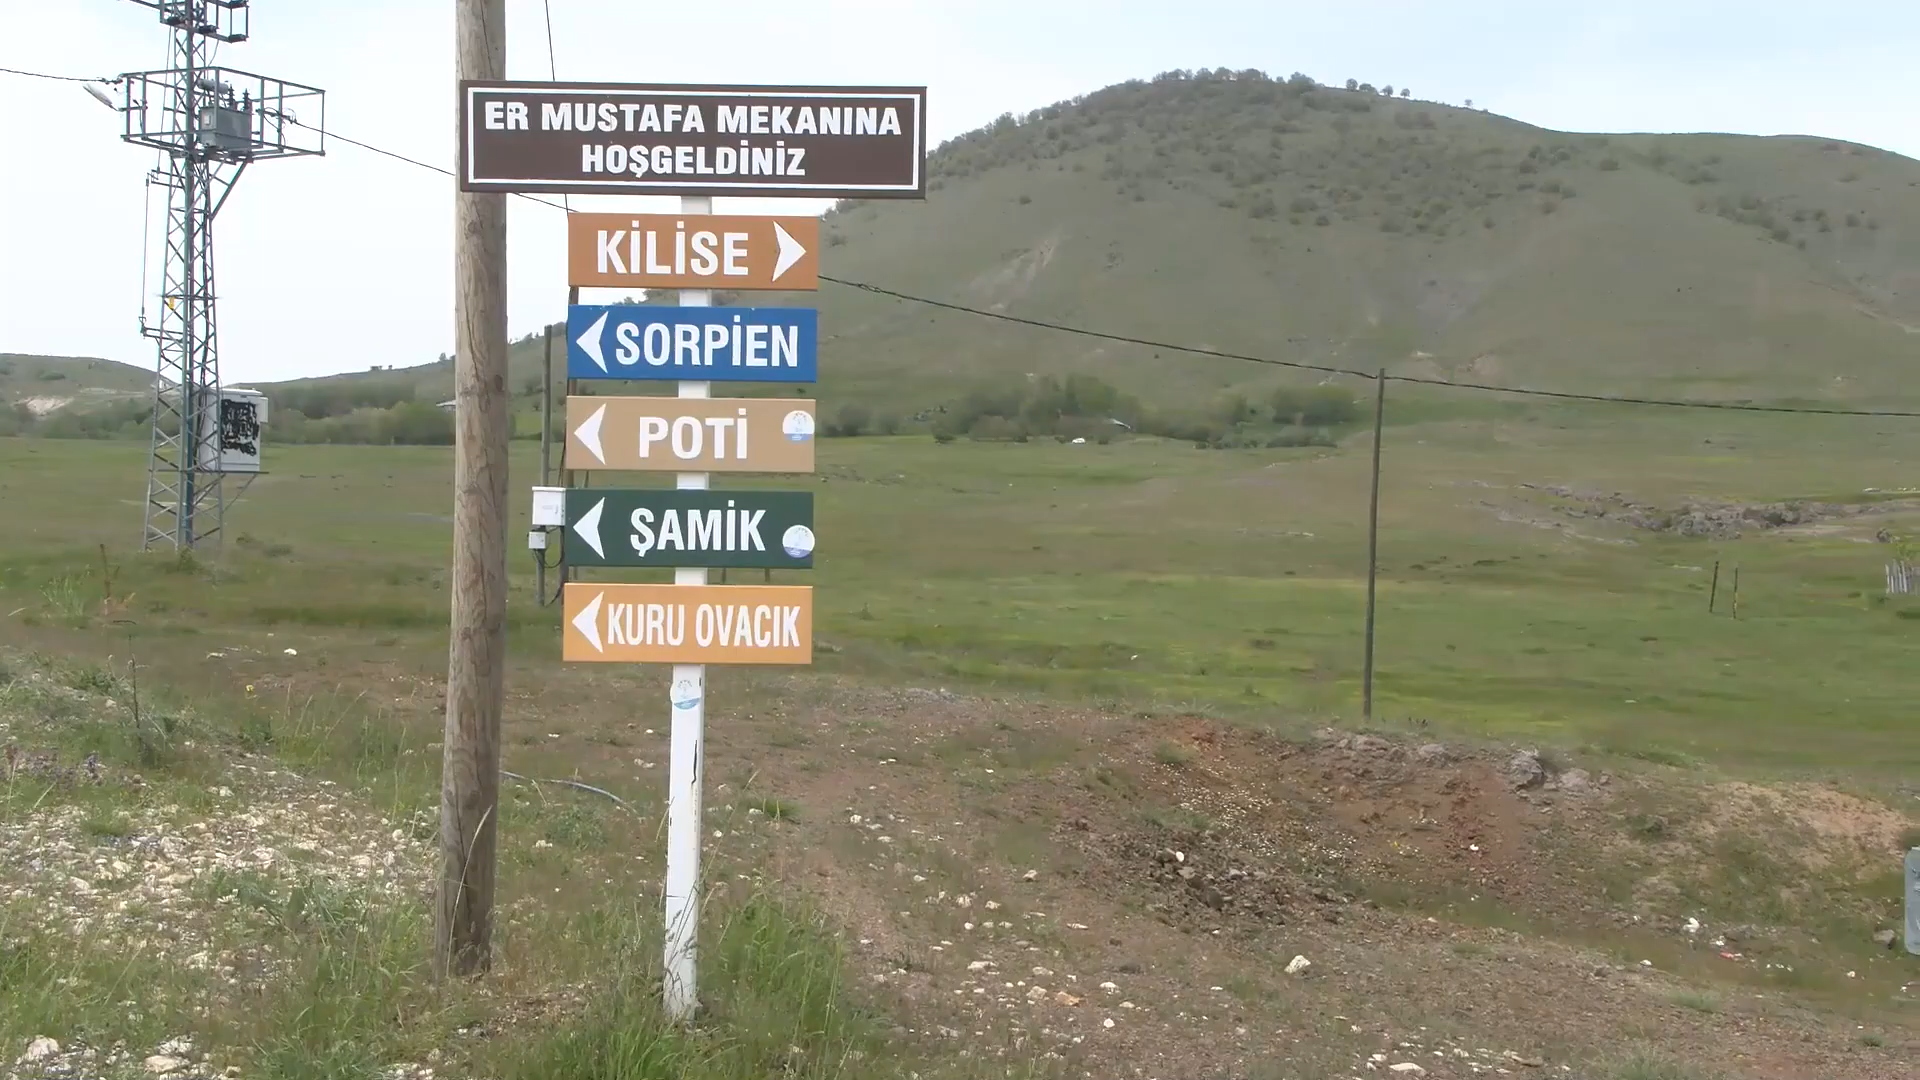 ER MUSTAFA MEKANINA
HOŞGELDİNİZ
KİLİSE
SORPİEN
POTİ
ŞAMİK
KURU OVACIK